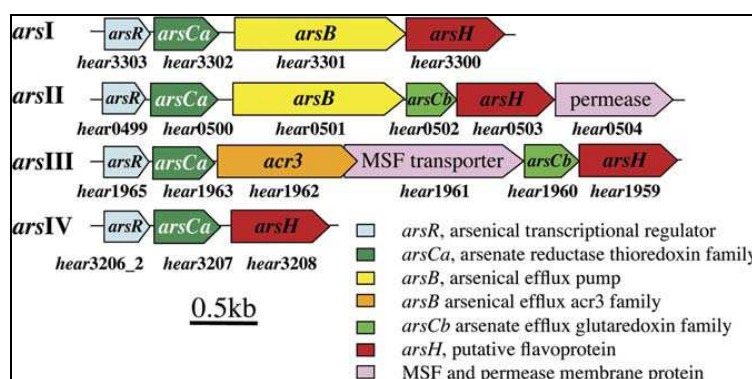 arsI arsR arsCa arsB arsH
hear3303 hear3302 hear3301 hear3300
arsII arsR arsCa arsB arsCb arsH permease
hear0499 hear0500 hear0501 hear0502 hear0503 hear0504
arsIII arsR arsCa acr3 MSF transporter arsCb arsH
hear1965 hear1963 hear1962 hear1961 hear1960 hear1959
arsIV arsR arsCa arsH
hear3206_2 hear3207 hear3208
0.5kb
arsR, arsenical transcriptional regulator
arsCa, arsenate reductase thioredoxin family
arsB, arsenical efflux pump
arsB arsenical efflux acr3 family
arsCb arsenate efflux glutaredoxin family
arsH, putative flavoprotein
MSF and permease membrane protein